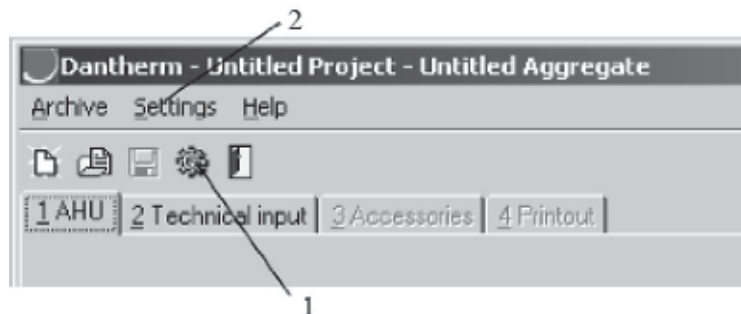 2
Dantherm - Untitled Project - Untitled Aggregate
Archive Settings Help
1 AHU 2 Technical input 3 Accessories 4 Printout
1